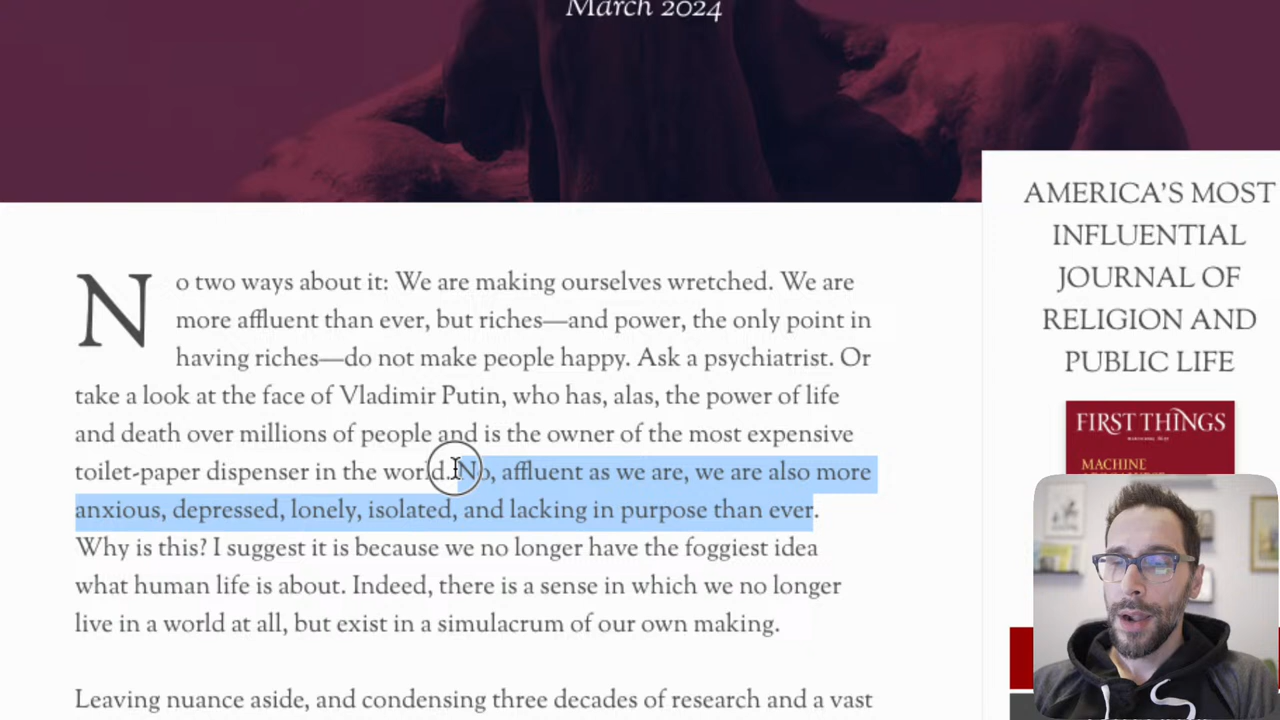 March 2024
No two ways about it: We are making ourselves wretched. We are
more affluent than ever, but riches—and power, the only point in
having riches—do not make people happy. Ask a psychiatrist. Or
take a look at the face of Vladimir Putin, who has, alas, the power of life
and death over millions of people and is the owner of the most expensive
toilet-paper dispenser in the world. No, affluent as we are, we are also more
anxious, depressed, lonely, isolated, and lacking in purpose than ever.
Why is this? I suggest it is because we no longer have the foggiest idea
what human life is about. Indeed, there is a sense in which we no longer
live in a world at all, but exist in a simulacrum of our own making.
Leaving nuance aside, and condensing three decades of research and a vast
AMERICA’S MOST
INFLUENTIAL
JOURNAL OF
RELIGION AND
PUBLIC LIFE
FIRST THINGS
MACHINE